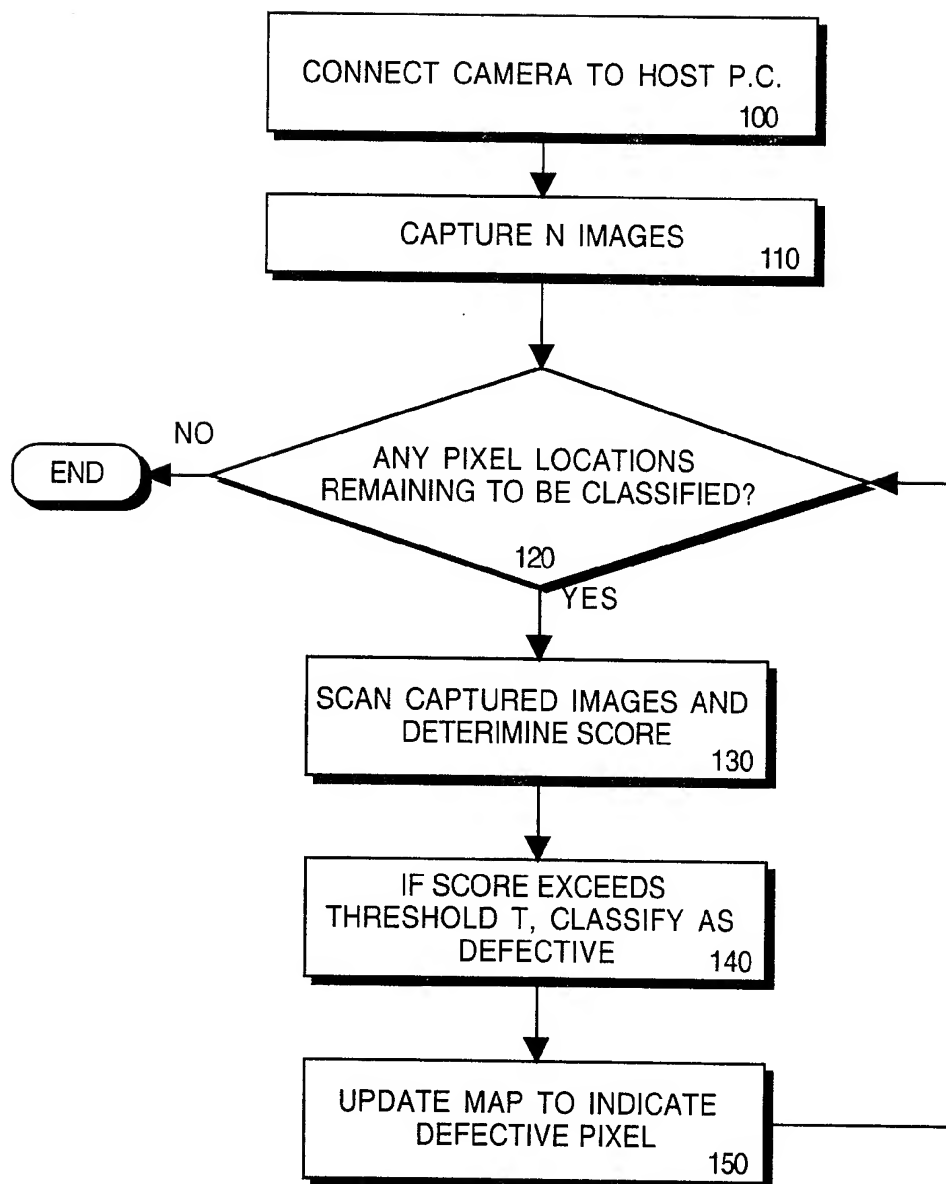 CONNECT CAMERA TO HOST P.C.
100
CAPTURE N IMAGES
110
NO
END
ANY PIXEL LOCATIONS
REMAINING TO BE CLASSIFIED?
120
YES
SCAN CAPTURED IMAGES AND
DETERIMINE SCORE
130
IF SCORE EXCEEDS
THRESHOLD T, CLASSIFY AS
DEFECTIVE
140
UPDATE MAP TO INDICATE
DEFECTIVE PIXEL
150